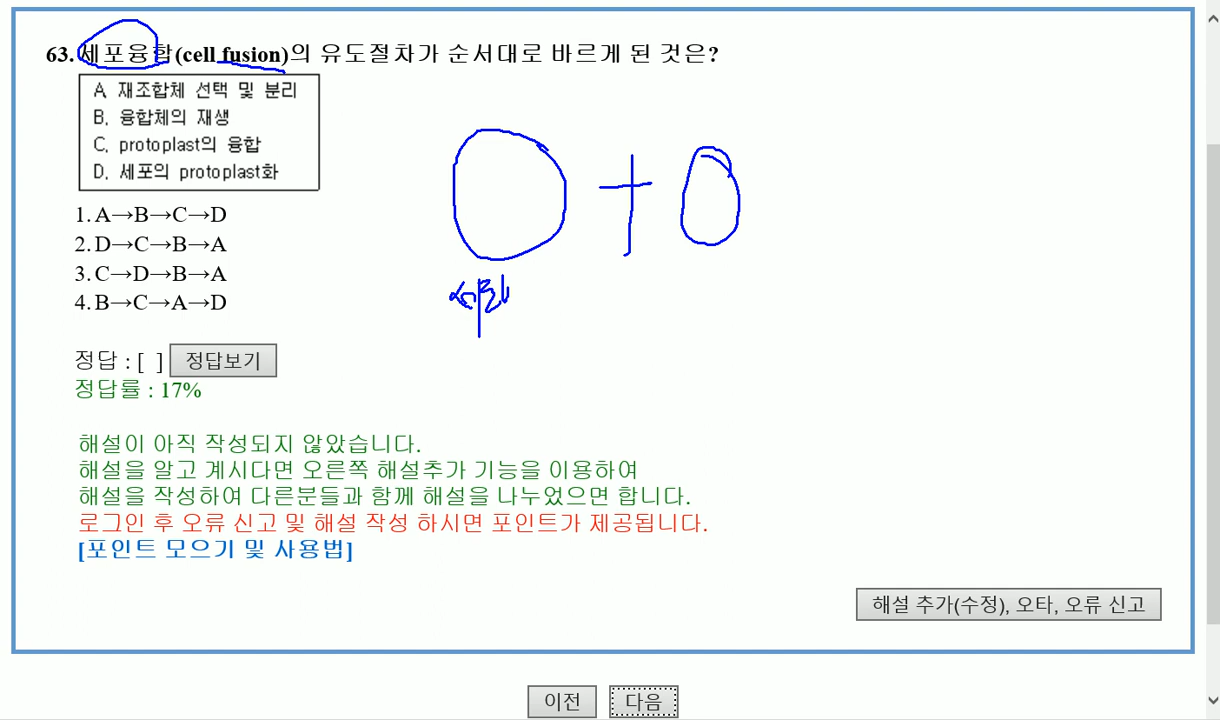 63. 세포융합(cell fusion)의 유도절차가 순서대로 바르게 된 것은?
A. 재조합체 선택 및 분리
B. 융합체의 재생
C. protoplast의 융합
D. 세포의 protoplast화
1. A→B→C→D
2. D→C→B→A
3. C→D→B→A
4. B→C→A→D
정답 : [ ] 정답보기
정답률 : 17%
해설이 아직 작성되지 않았습니다.
해설을 알고 계시다면 오른쪽 해설추가 기능을 이용하여
해설을 작성하여 다른분들과 함께 해설을 나누었으면 합니다.
로그인 후 오류 신고 및 해설 작성 하시면 포인트가 제공됩니다.
[포인트 모으기 및 사용법]
해설 추가(수정), 오타, 오류 신고
이전 다음